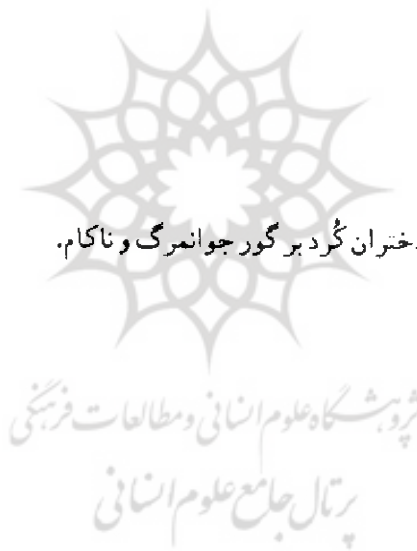 ختران کُرد بر گور جوانمرگ و ناکام.
پژوهشگاه علوم انسانی و مطالعات فرهنگی
پرتال جامع علوم انسانی